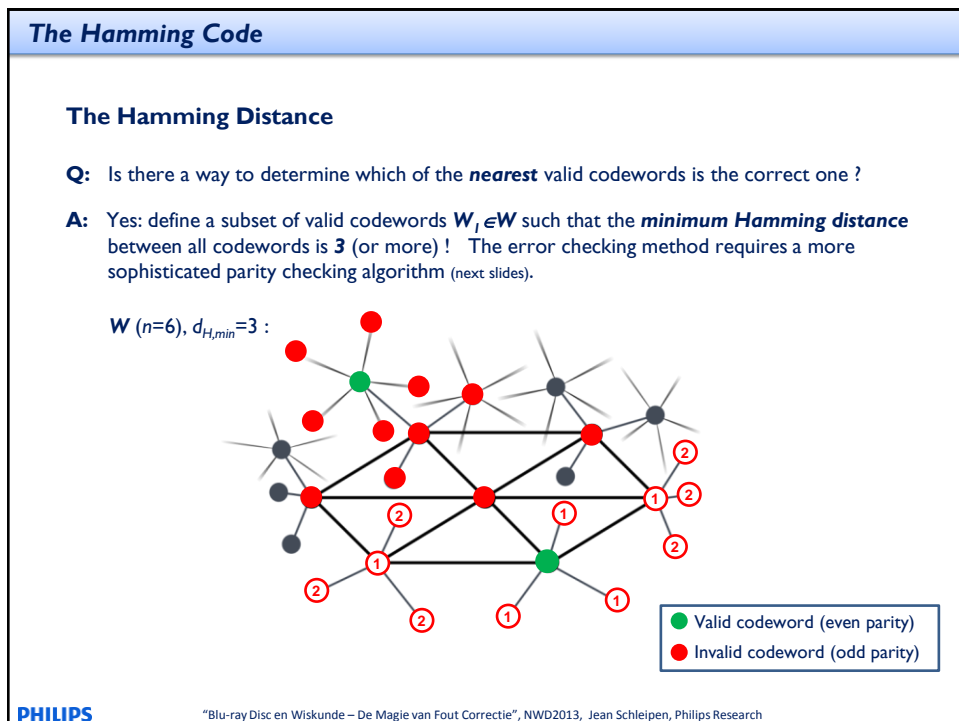 The Hamming Code
The Hamming Distance
Q: Is there a way to determine which of the nearest valid codewords is the correct one ?
A: Yes: define a subset of valid codewords W₁ ∈ W such that the minimum Hamming distance
between all codewords is 3 (or more) ! The error checking method requires a more
sophisticated parity checking algorithm (next slides).
W (n=6), d_H,min=3 :
2
1
2
2
1
2
1
2
1
2
1
1
2
Valid codeword (even parity)
Invalid codeword (odd parity)
PHILIPS
"Blu-ray Disc en Wiskunde – De Magie van Fout Correctie", NWD2013, Jean Schleipen, Philips Research